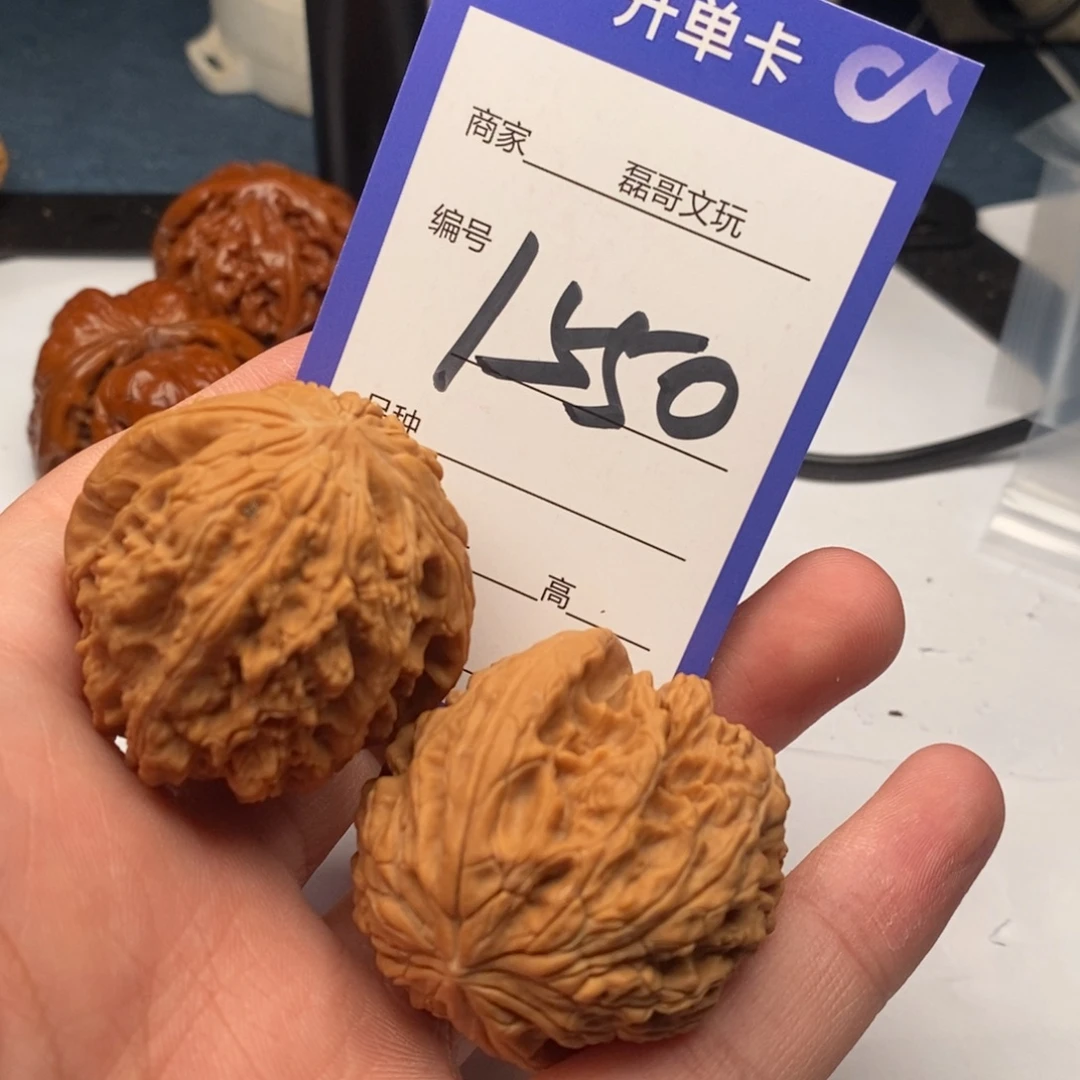 开单卡
商家 磊哥文玩
编号 1550
品种
高